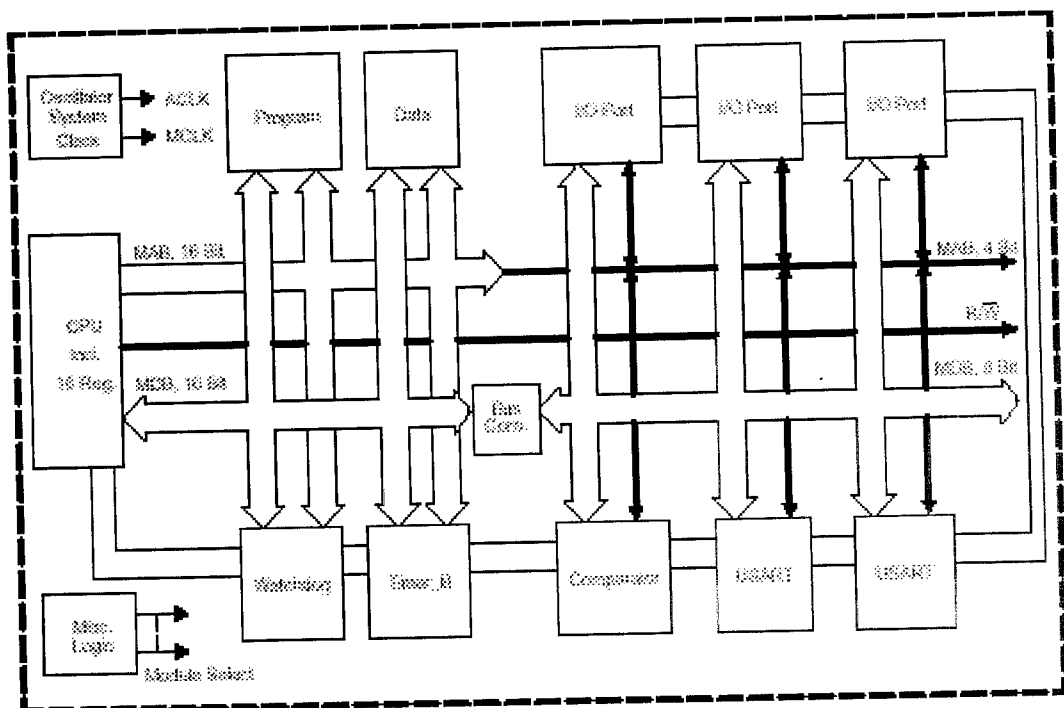 Oscillator
System
Clock
ACLK
MCLK
Program
Data
I/O Port
I/O Port
I/O Port
MAB, 16 Bit
MAB, 4 Bit
CPU
Incl.
16 Reg.
R/W
MDB, 16 Bit
MDB, 8 Bit
Bus
Conv.
Watchdog
Timer_B
Comparator
USART
USART
Misc.
Logic
Module Select